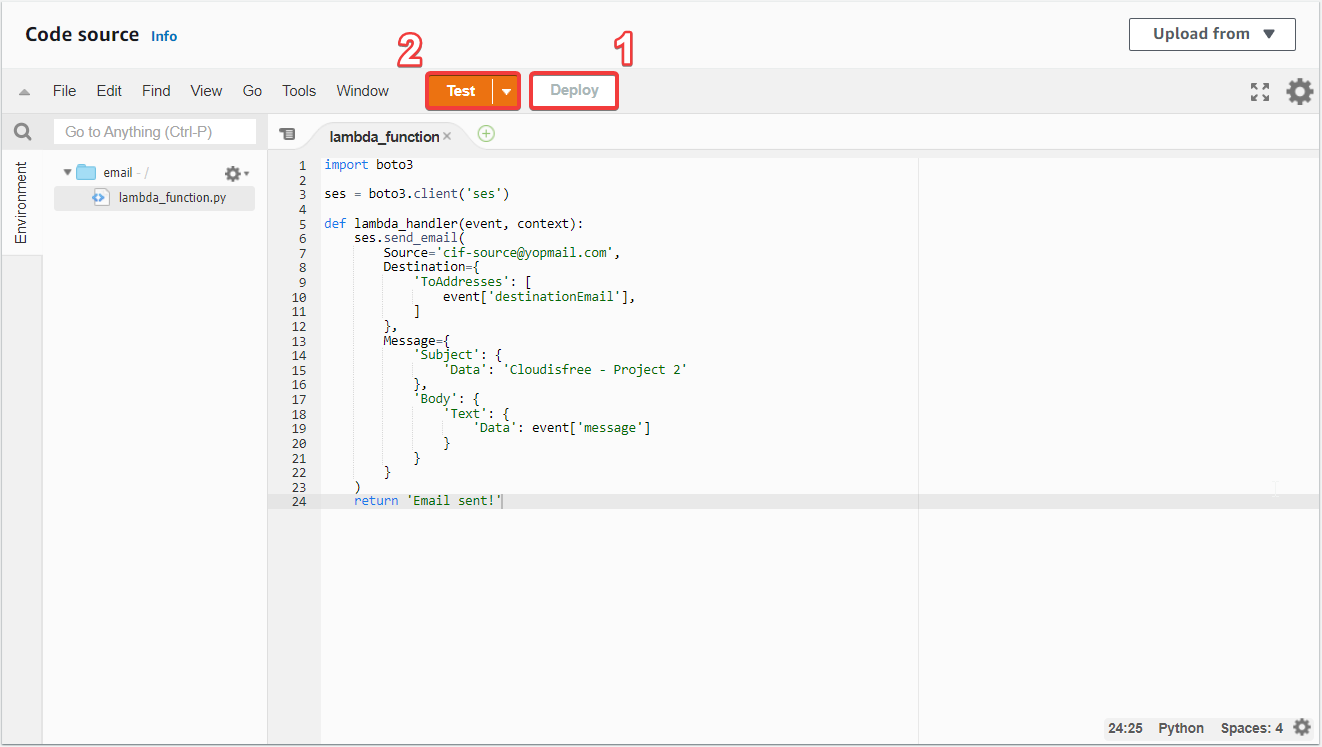 Code source Info
Upload from
2
1
File Edit Find View Go Tools Window
Test
Deploy
Go to Anything (Ctrl-P)
lambda_function
Environment
email - /
lambda_function.py
1 import boto3
2
3 ses = boto3.client('ses')
4
5 def lambda_handler(event, context):
6     ses.send_email(
7         Source='cif-source@yopmail.com',
8         Destination={
9             'ToAddresses': [
10                 event['destinationEmail'],
11             ]
12         },
13         Message={
14             'Subject': {
15                 'Data': 'Cloudisfree - Project 2'
16             },
17             'Body': {
18                 'Text': {
19                     'Data': event['message']
20                 }
21             }
22         }
23     )
24     return 'Email sent!'
24:25 Python Spaces: 4